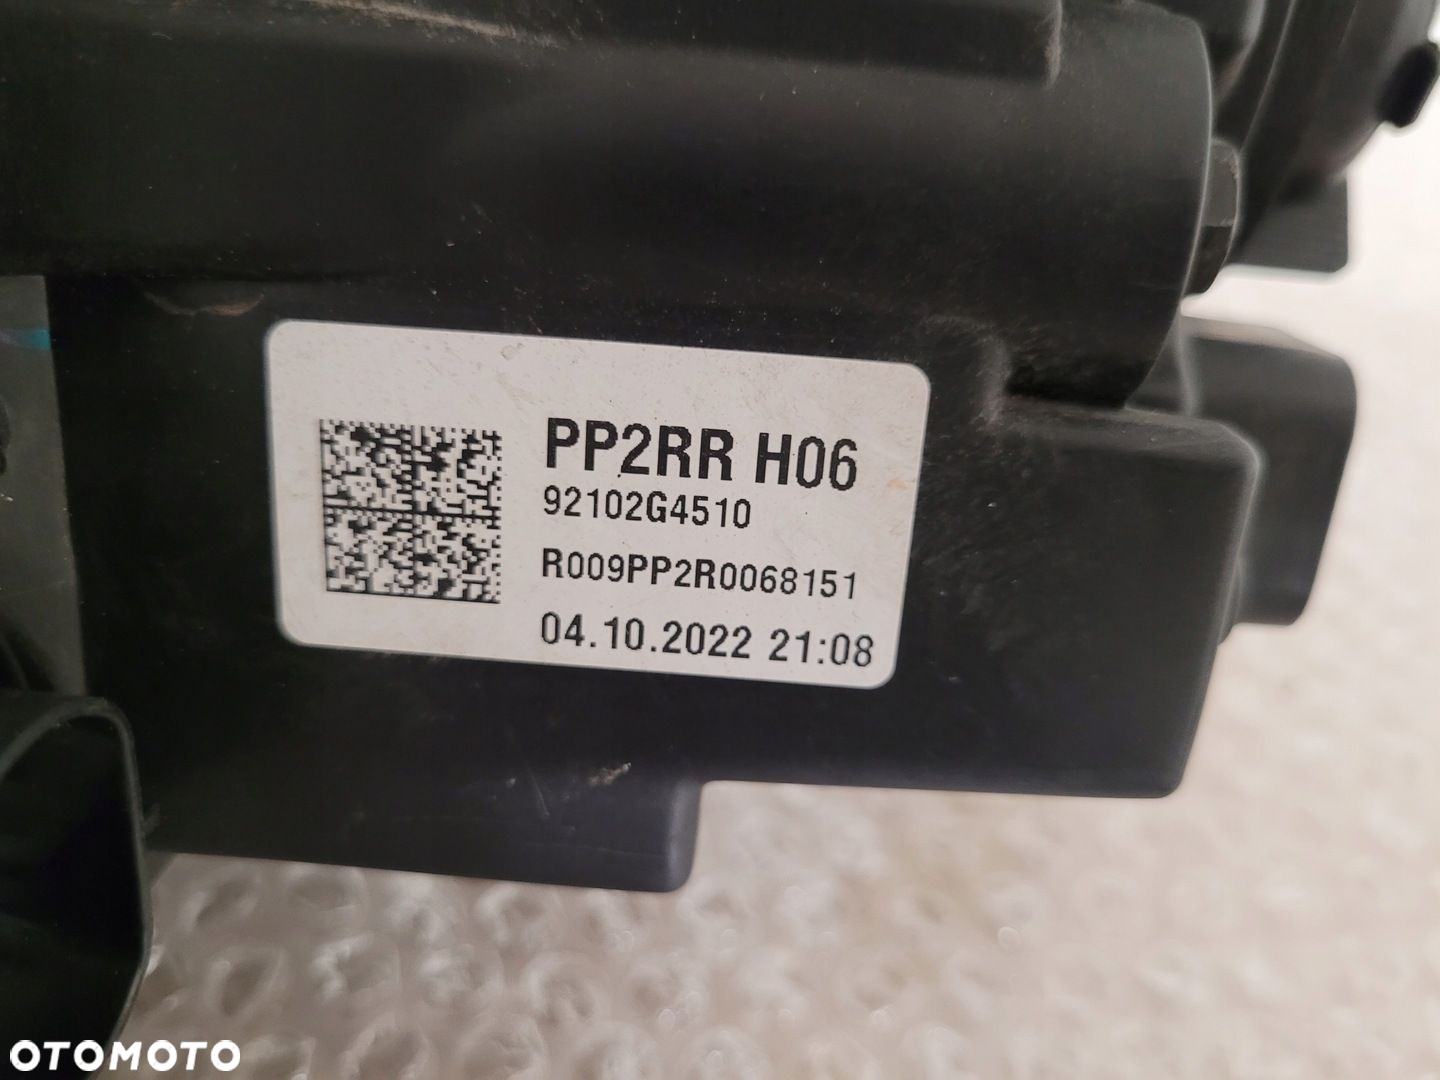 PP2RR H06
92102G4510
R009PP2R0068151
04.10.2022 21:08
OTOMOTO